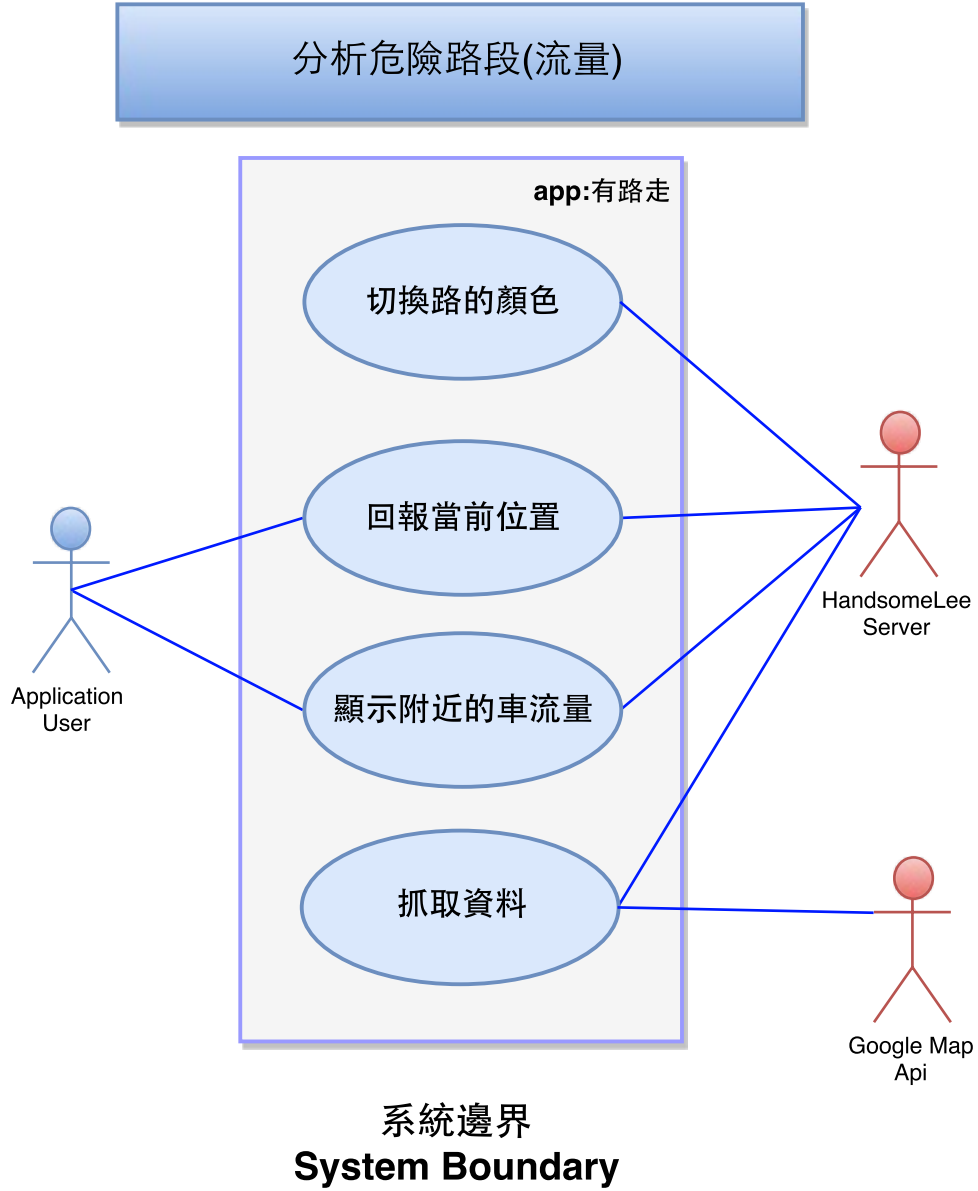 分析危險路段(流量)
app:有路走
切換路的顏色
回報當前位置
顯示附近的車流量
抓取資料
Application
User
HandsomeLee
Server
Google Map
Api
系統邊界
System Boundary